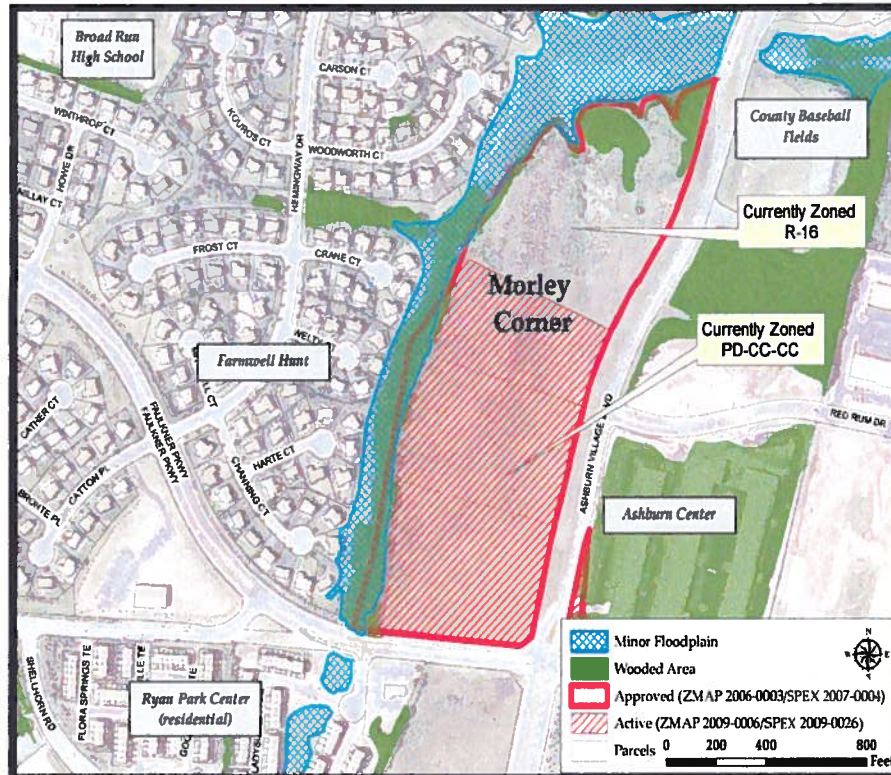 Broad Run
High School
CARSON CT
KOUROS CT
WINTHROP CT
HOWE DR
HEMINGWAY DR
WOODWORTH CT
County Baseball
Fields
Currently Zoned
R-16
FROST CT
CRANE CT
Morley
Corner
Currently Zoned
PD-CC-CC
Farmwell Hunt
CATHER CT
FAULKNER PKWY
FAULKNER PKWY
HARTE CT
CATTON PL
CHANNING CT
BRONTE PL
RED RUM DR
ASHBURN VILLAGE
Ashburn Center
SHELLHORN RD
FLORA SPRINGS TE
Ryan Park Center
(residential)
Minor Floodplain
Wooded Area
Approved (ZMAP 2006-0003/SPEX 2007-0004)
Active (ZMAP 2009-0006/SPEX 2009-0026)
Parcels
0 200 400 800
Feet
N
W E
S